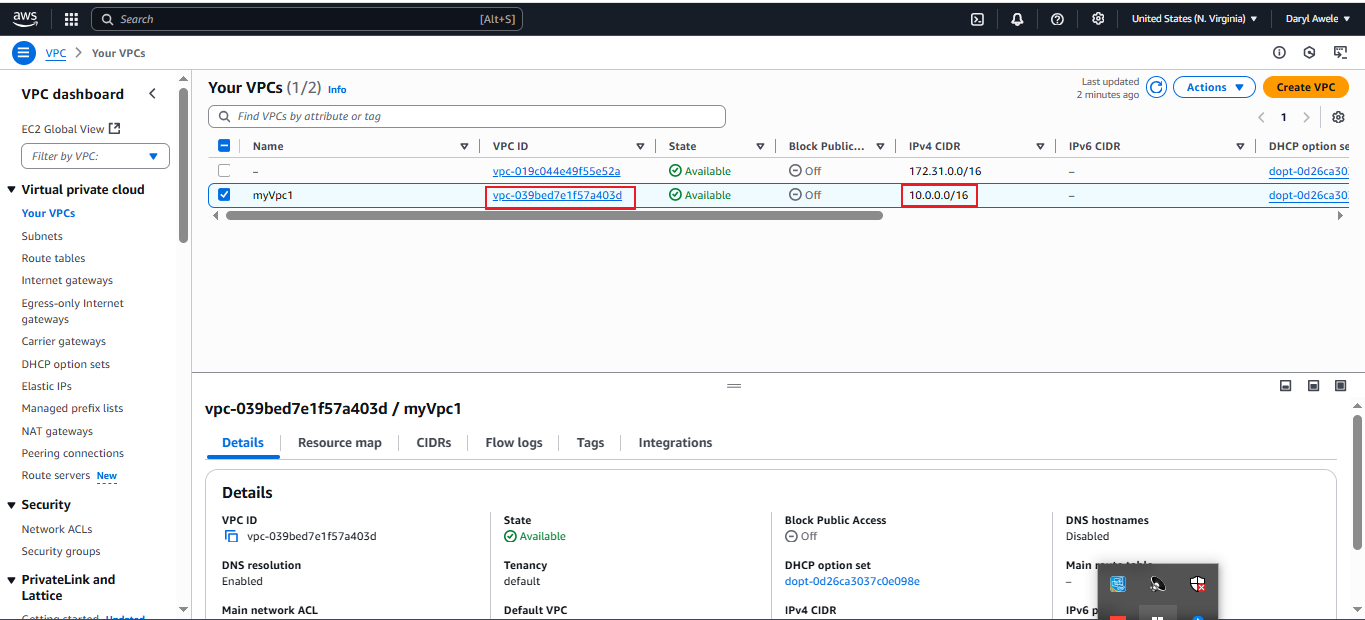 aws
Search [Alt+S]
United States (N. Virginia) Daryl Awele
VPC > Your VPCs
VPC dashboard
EC2 Global View
Filter by VPC:
Virtual private cloud
Your VPCs
Subnets
Route tables
Internet gateways
Egress-only Internet
gateways
Carrier gateways
DHCP option sets
Elastic IPs
Managed prefix lists
NAT gateways
Peering connections
Route servers New
Security
Network ACLs
Security groups
PrivateLink and
Lattice
Getting started Updated
Your VPCs (1/2) Info
Last updated
2 minutes ago
Actions
Create VPC
Find VPCs by attribute or tag
1
Name VPC ID State Block Public... IPv4 CIDR IPv6 CIDR DHCP option se
– vpc-019c044e49f55e52a Available Off 172.31.0.0/16 – dopt-0d26ca30
myVpc1 vpc-039bed7e1f57a403d Available Off 10.0.0.0/16 – dopt-0d26ca30
vpc-039bed7e1f57a403d / myVpc1
Details Resource map CIDRs Flow logs Tags Integrations
Details
VPC ID
vpc-039bed7e1f57a403d
State
Available
Block Public Access
Off
DNS hostnames
Disabled
DNS resolution
Enabled
Tenancy
default
DHCP option set
dopt-0d26ca3037c0e098e
Main
–
Main network ACL
Default VPC
IPv4 CIDR
IPv6